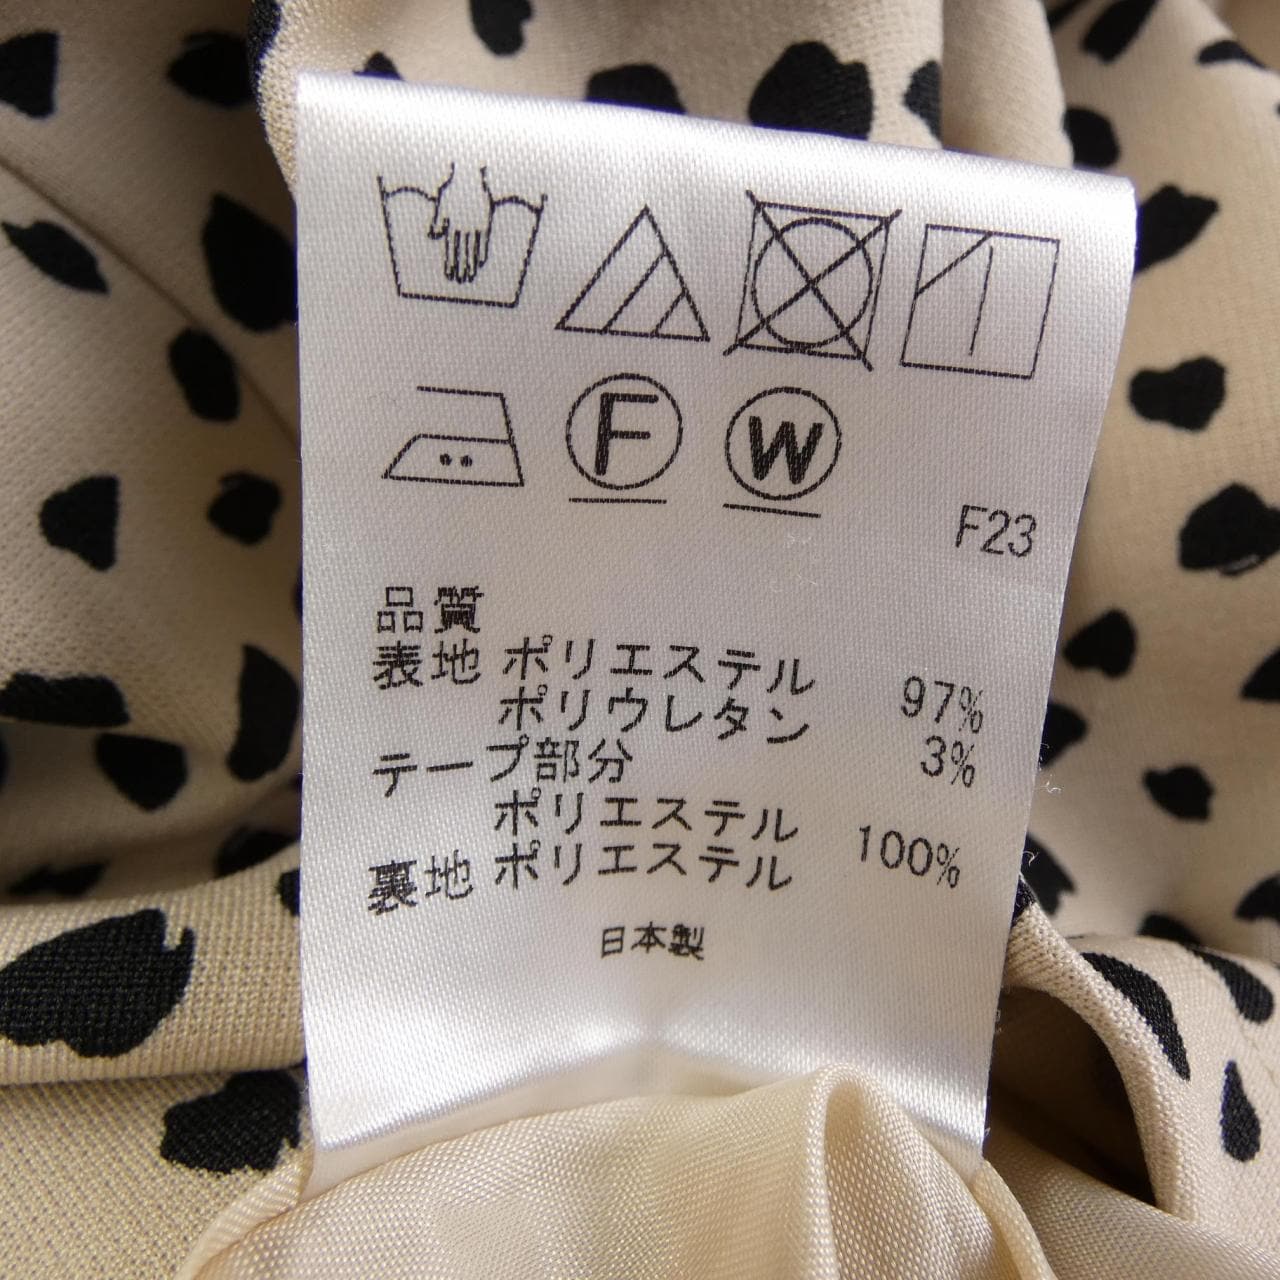 F
W
F23
品質
表地 ポリエステル 97%
ポリウレタン 3%
テープ部分
ポリエステル 100%
裏地 ポリエステル
日本製